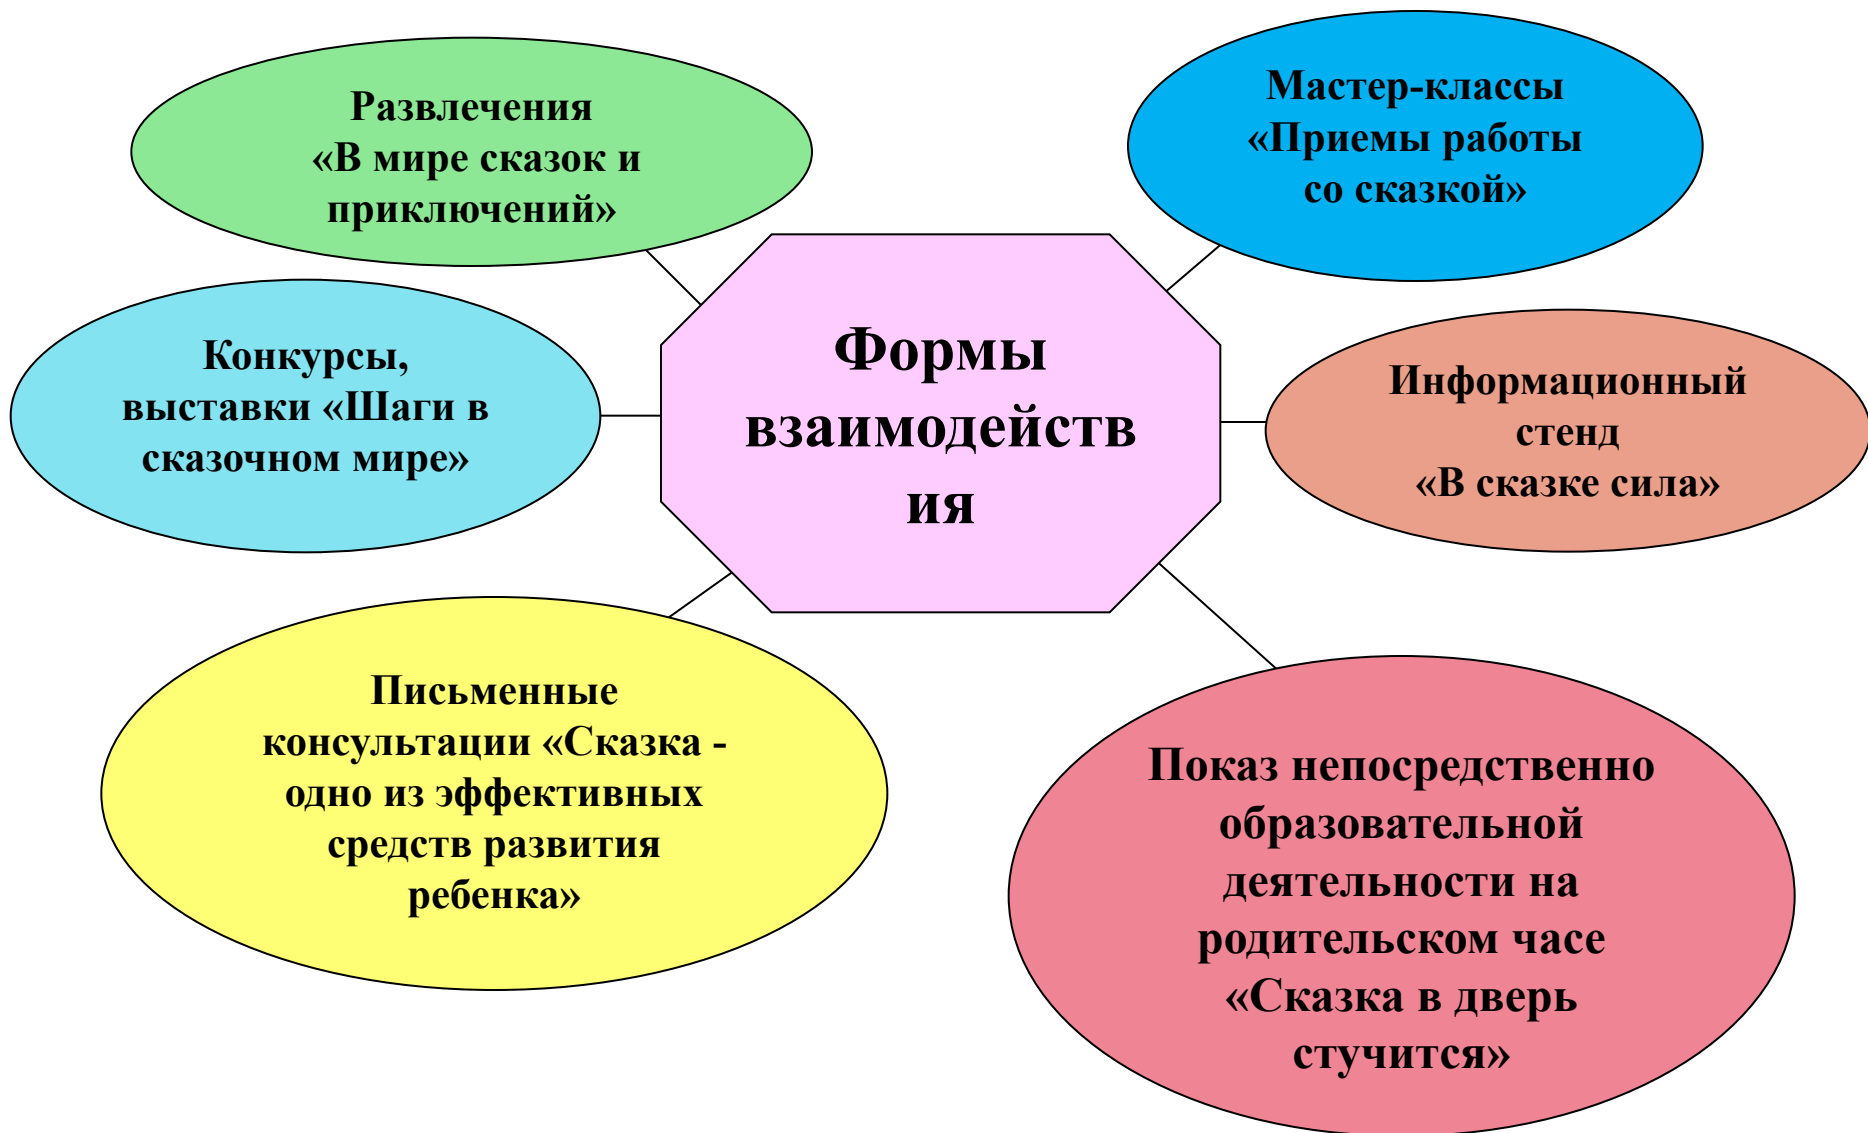 Развлечения
«В мире сказок и
приключений»
Мастер-классы
«Приемы работы
со сказкой»
Конкурсы,
выставки «Шаги в
сказочном мире»
Формы
взаимодейств
ия
Информационный
стенд
«В сказке сила»
Письменные
консультации «Сказка -
одно из эффективных
средств развития
ребенка»
Показ непосредственно
образовательной
деятельности на
родительском часе
«Сказка в дверь
стучится»